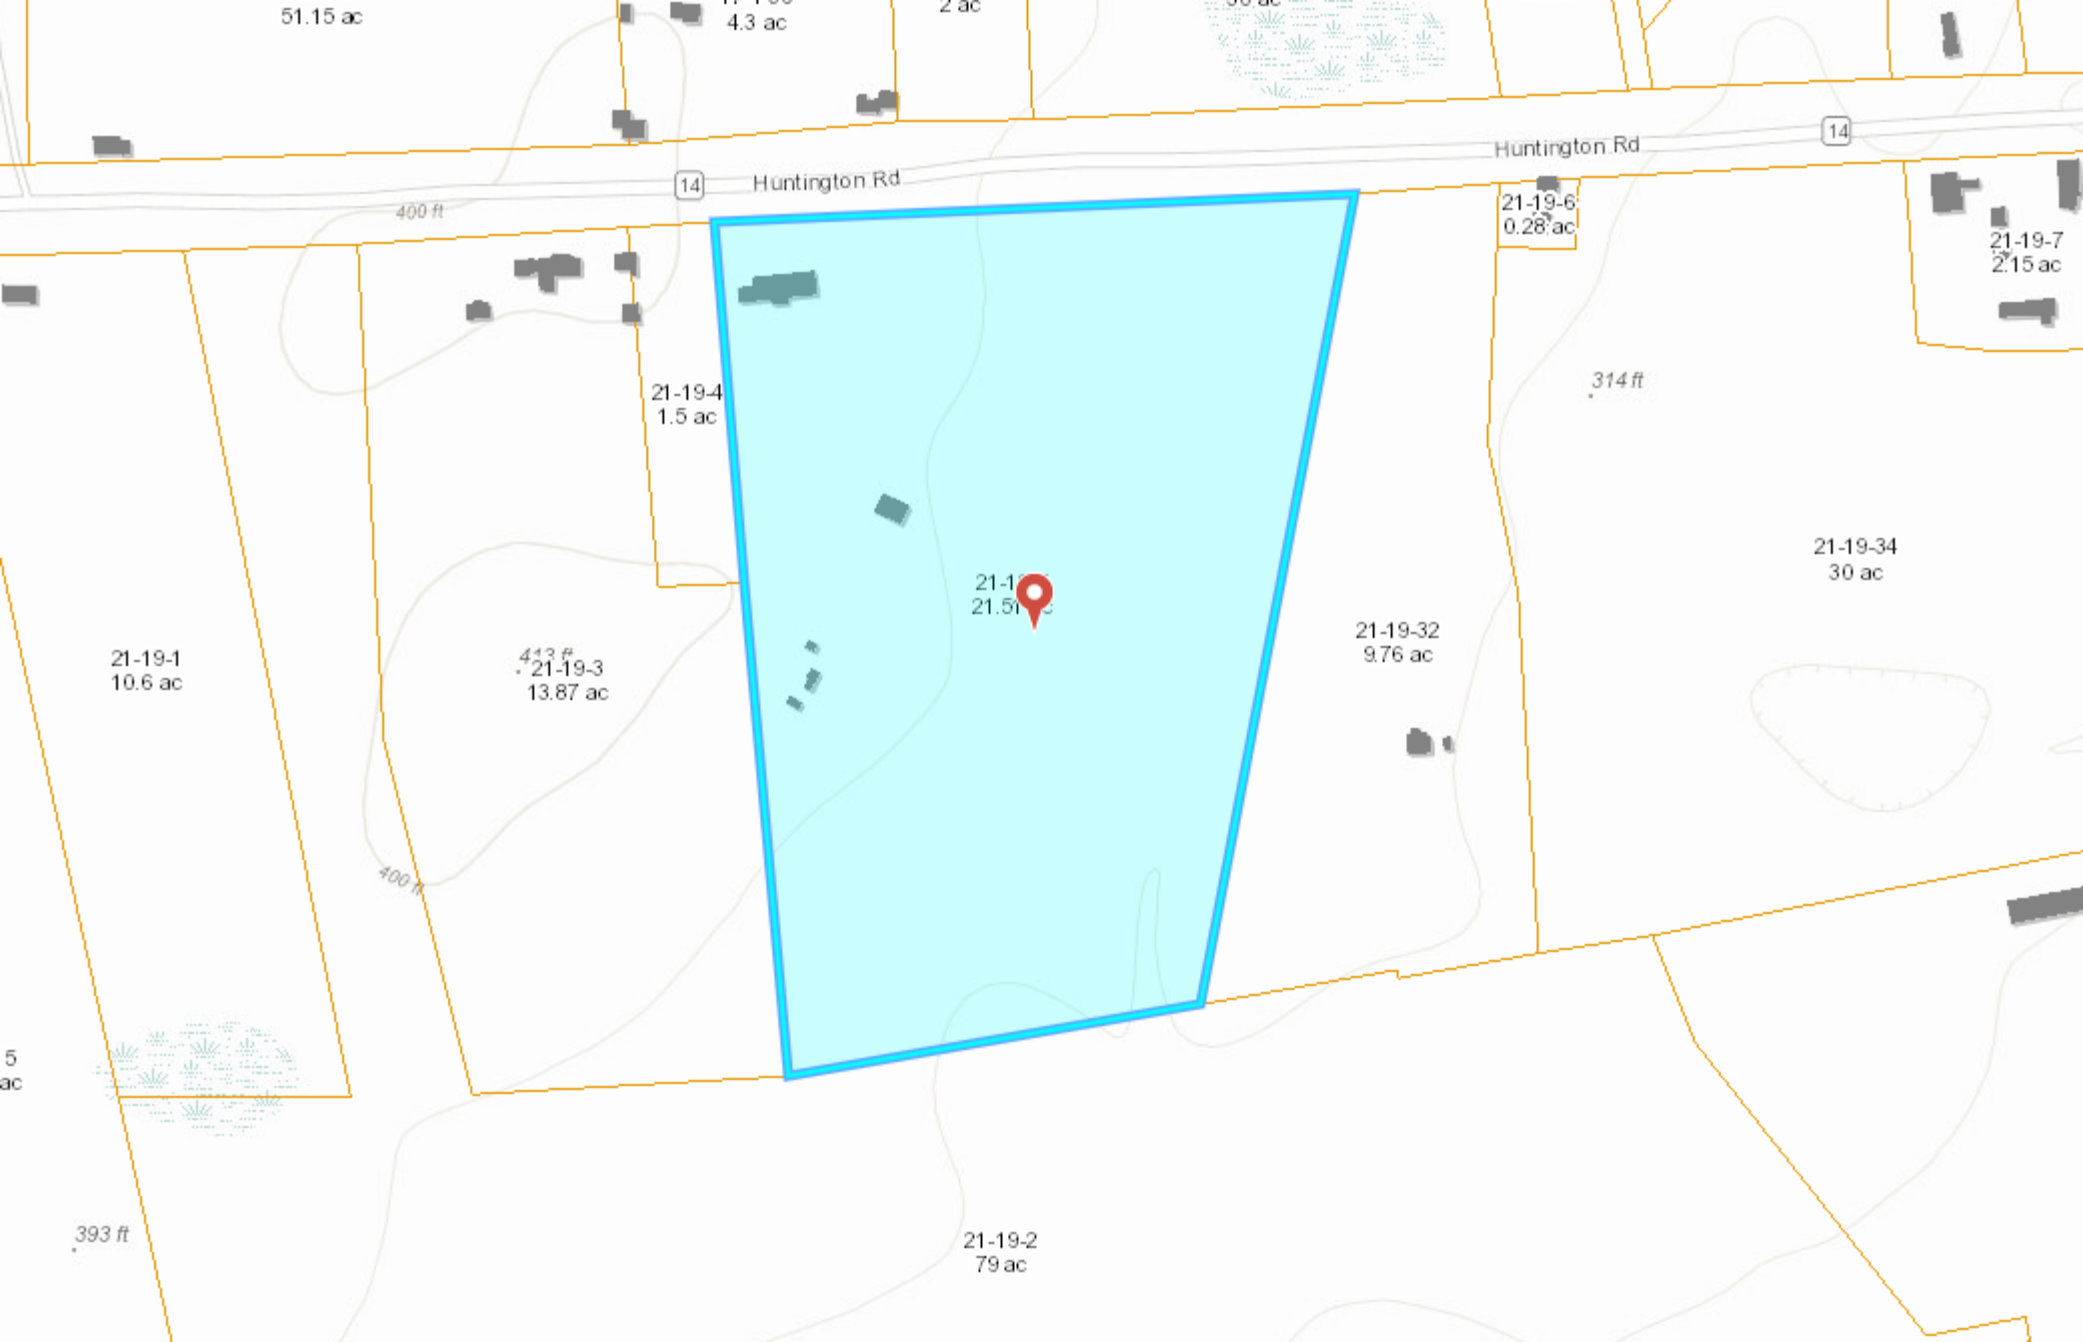 51.15 ac
4.3 ac
2 ac
14
Huntington Rd
Huntington Rd
14
400 ft
21-19-6
0.28 ac
21-19-7
2.15 ac
314 ft
21-19-4
1.5 ac
21-19-34
30 ac
21-19-32
9.76 ac
21-19-1
10.6 ac
413 ft
21-19-3
13.87 ac
400 ft
5
ac
393 ft
21-19-2
79 ac